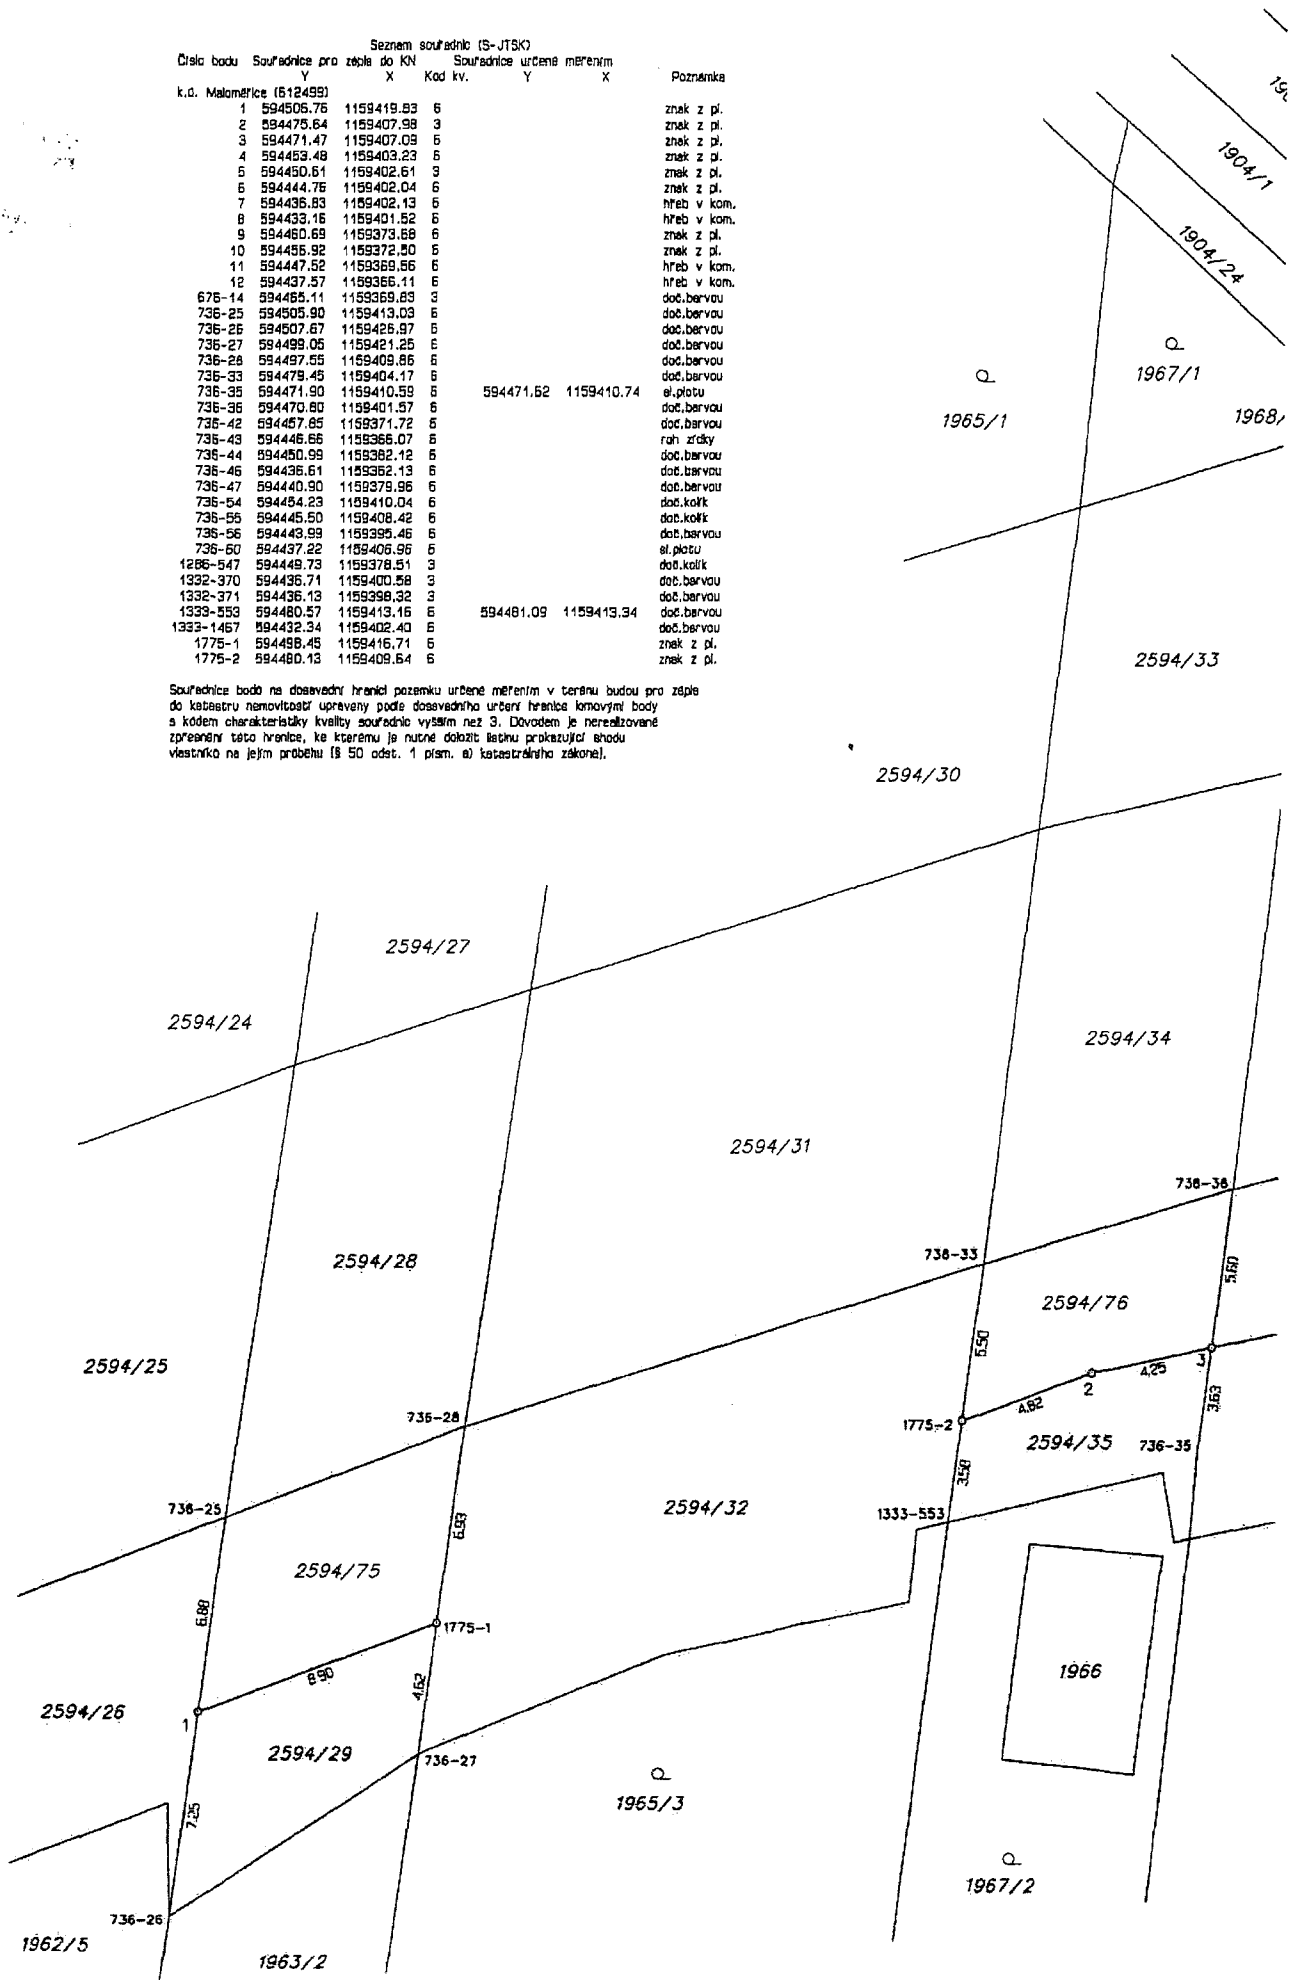 Seznam souřadnic (S-JTSK)
Číslo bodu Souřadnice pro zápis do KN Souřadnice určené měřením
Y X Kód kv. Y X Poznámka
k.ú. Maloměřice (612499)
1 594506.76 1159419.83 6 znak z pl.
2 594475.64 1159407.98 3 znak z pl.
3 594471.47 1159407.09 6 znak z pl.
4 594453.48 1159403.23 6 znak z pl.
5 594450.61 1159402.61 3 znak z pl.
6 594444.76 1159402.04 6 znak z pl.
7 594436.83 1159402.13 6 hřeb v kom.
8 594433.16 1159401.52 6 hřeb v kom.
9 594460.69 1159373.68 6 znak z pl.
10 594456.92 1159372.50 6 znak z pl.
11 594447.52 1159369.56 6 hřeb v kom.
12 594437.57 1159366.11 6 hřeb v kom.
676-14 594465.11 1159369.83 3 doč.barvou
736-25 594505.90 1159413.03 6 doč.barvou
736-26 594507.67 1159426.97 6 doč.barvou
736-27 594499.05 1159421.25 6 doč.barvou
736-28 594497.55 1159409.86 6 doč.barvou
736-33 594479.45 1159404.17 6 doč.barvou
736-35 594471.90 1159410.59 6 594471.62 1159410.74 sl.plotu
736-36 594470.80 1159401.57 6 doč.barvou
736-42 594457.85 1159371.72 6 doč.barvou
736-43 594446.66 1159366.07 6 roh zídky
736-44 594450.99 1159382.12 6 doč.barvou
736-46 594436.61 1159362.13 6 doč.barvou
736-47 594440.90 1159379.96 6 doč.barvou
736-54 594454.23 1159410.04 6 doč.kolík
736-55 594445.50 1159408.42 6 doč.kolík
736-56 594443.99 1159395.46 6 doč.barvou
736-60 594437.22 1159406.96 6 sl.plotu
1286-547 594449.73 1159378.51 3 doč.kolík
1332-370 594436.71 1159400.58 3 doč.barvou
1332-371 594436.13 1159398.32 3 doč.barvou
1333-553 594480.57 1159413.16 6 594481.09 1159413.34 doč.barvou
1333-1467 594432.34 1159402.40 6 doč.barvou
1775-1 594498.45 1159416.71 6 znak z pl.
1775-2 594480.13 1159409.64 6 znak z pl.
Souřadnice bodů na dosavadní hranici pozemku určené měřením v terénu budou pro zápis
do katastru nemovitostí upraveny podle dosavadního určení hranice lomovými body
s kódem charakteristiky kvality souřadnic vyšším než 3. Důvodem je nerealizované
zpřesnění této hranice, ke kterému je nutné doložit listinu prokazující shodu
vlastníků na jejím průběhu [§ 50 odst. 1 písm. a) katastrálního zákona].
1904/1
1904/24
1967/1
1965/1
1968/
2594/33
2594/30
2594/27
2594/24
2594/34
2594/31
736-36
736-33
2594/28
5.60
2594/76
2594/25
5.50
3
4.25
2
736-28
4.82
3.63
1775-2
2594/35
736-35
3.58
736-25
2594/32
1333-553
6.93
2594/75
6.88
1775-1
8.90
1966
4.62
2594/26
1
2594/29
736-27
1965/3
7.25
1967/2
736-26
1962/5
1963/2